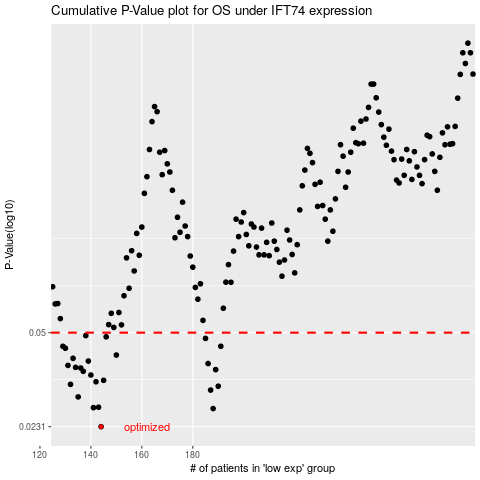 Cumulative P-Value plot for OS under IFT74 expression
P-Value(log10)
0.05
0.0231
optimized
120 140 160 180
# of patients in 'low exp' group